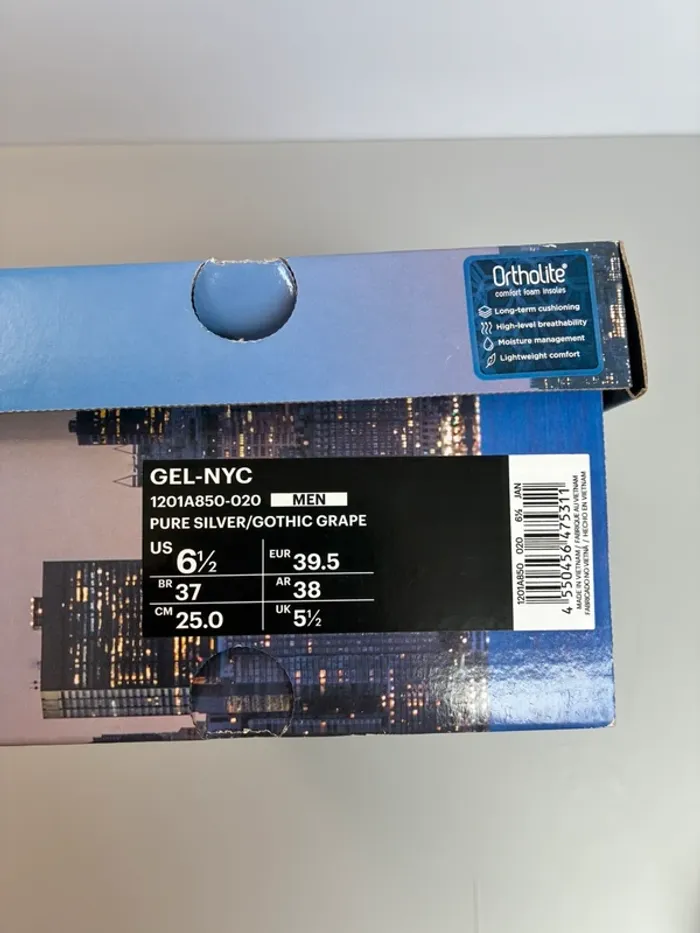 Ortholite®
comfort foam insoles
Long-term cushioning
High-level breathability
Moisture management
Lightweight comfort
GEL-NYC
1201A850-020 MEN
PURE SILVER/GOTHIC GRAPE
US 6½ EUR 39.5
BR 37 AR 38
CM 25.0 UK 5½
1201A850 020 6½ JAN
4 550456 475311
MADE IN VIETNAM / FABRIQUÉ AU VIETNAM
FABRICADO NO VIETNÃ / HECHO EN VIETNAM